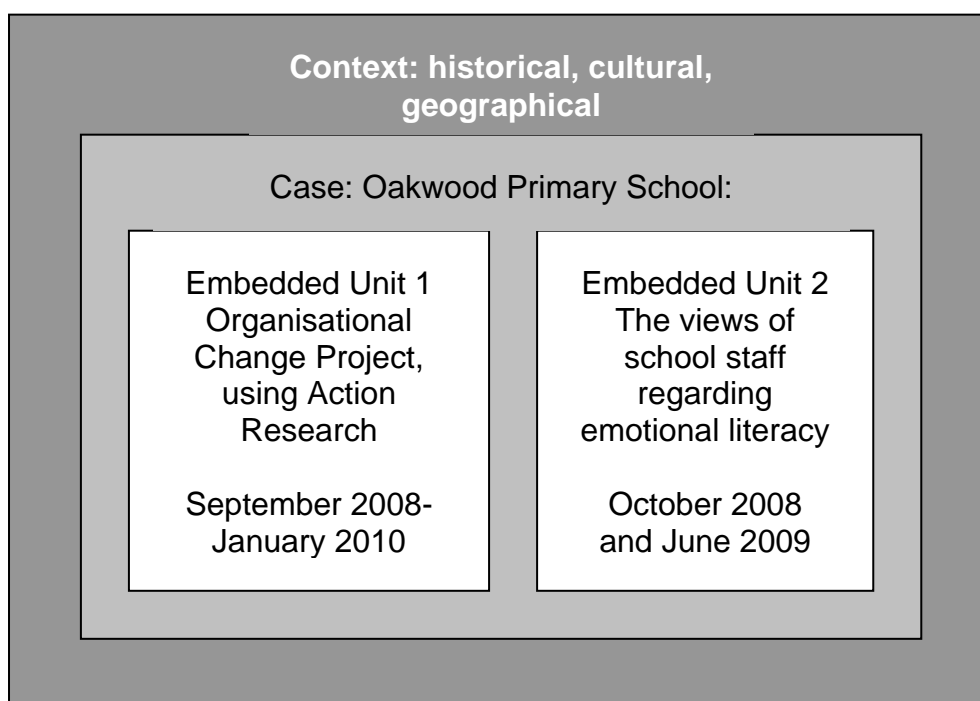 Context: historical, cultural,
geographical
Case: Oakwood Primary School:
Embedded Unit 1
Organisational
Change Project,
using Action
Research
September 2008-
January 2010
Embedded Unit 2
The views of
school staff
regarding
emotional literacy
October 2008
and June 2009